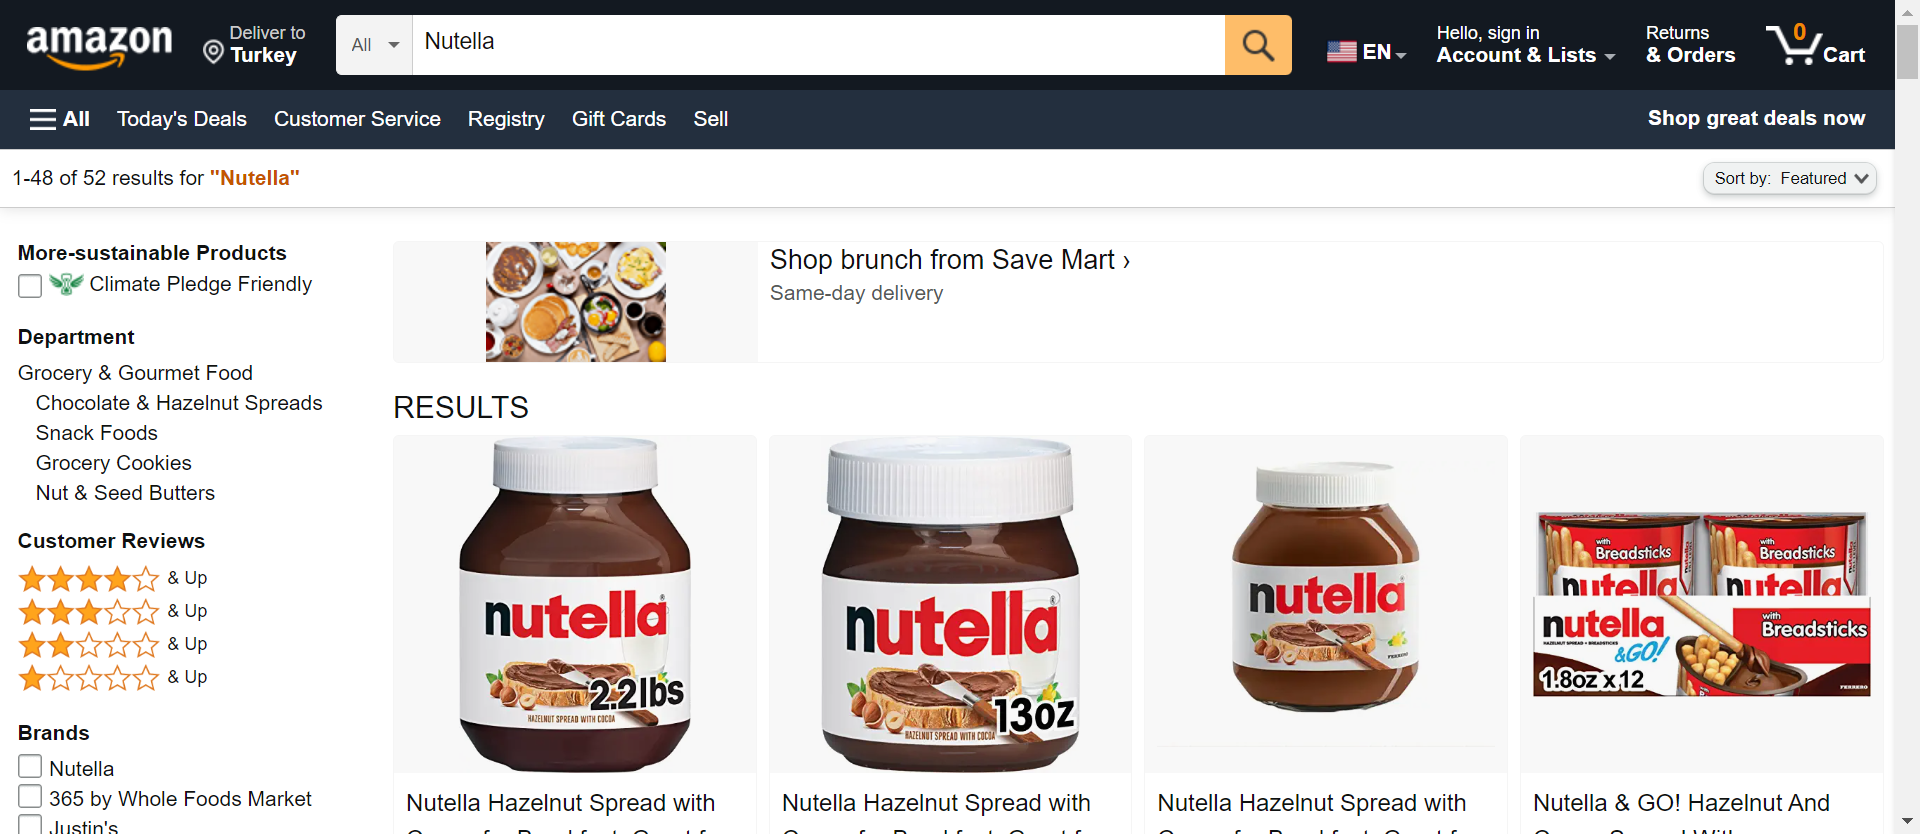 amazon
Deliver to
Turkey
All
Nutella
EN
Hello, sign in
Account & Lists
Returns
& Orders
0
Cart
All
Today's Deals
Customer Service
Registry
Gift Cards
Sell
Shop great deals now
1-48 of 52 results for "Nutella"
Sort by: Featured
More-sustainable Products
Climate Pledge Friendly
Department
Grocery & Gourmet Food
Chocolate & Hazelnut Spreads
Snack Foods
Grocery Cookies
Nut & Seed Butters
Customer Reviews
& Up
& Up
& Up
& Up
Brands
Nutella
365 by Whole Foods Market
Justin's
Shop brunch from Save Mart ›
Same-day delivery
RESULTS
nutella
2.2lbs
HAZELNUT SPREAD WITH COCOA
Nutella Hazelnut Spread with
nutella
13oz
HAZELNUT SPREAD WITH COCOA
Nutella Hazelnut Spread with
nutella
FERRERO
Nutella Hazelnut Spread with
with
Breadsticks
nutella
with
Breadsticks
nutella
nutella
HAZELNUT SPREAD + BREADSTICKS
&GO!
with
Breadsticks
1.8oz x 12
FERRERO
Nutella & GO! Hazelnut And